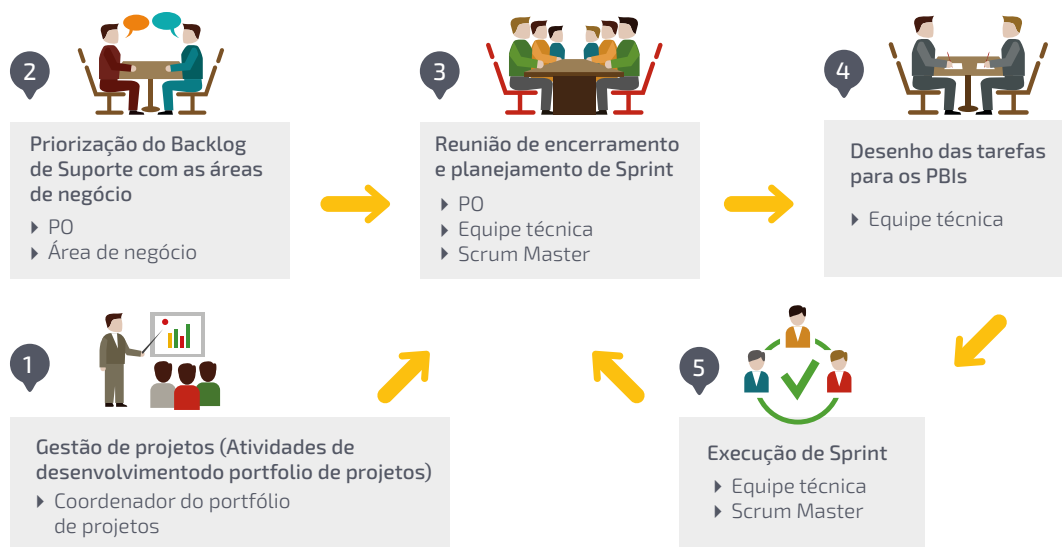 2
Priorização do Backlog
de Suporte com as áreas
de negócio
PO
Área de negócio
3
Reunião de encerramento
e planejamento de Sprint
PO
Equipe técnica
Scrum Master
4
Desenho das tarefas
para os PBIs
Equipe técnica
1
Gestão de projetos (Atividades de
desenvolvimentodo portfolio de projetos)
Coordenador do portfólio
de projetos
5
Execução de Sprint
Equipe técnica
Scrum Master